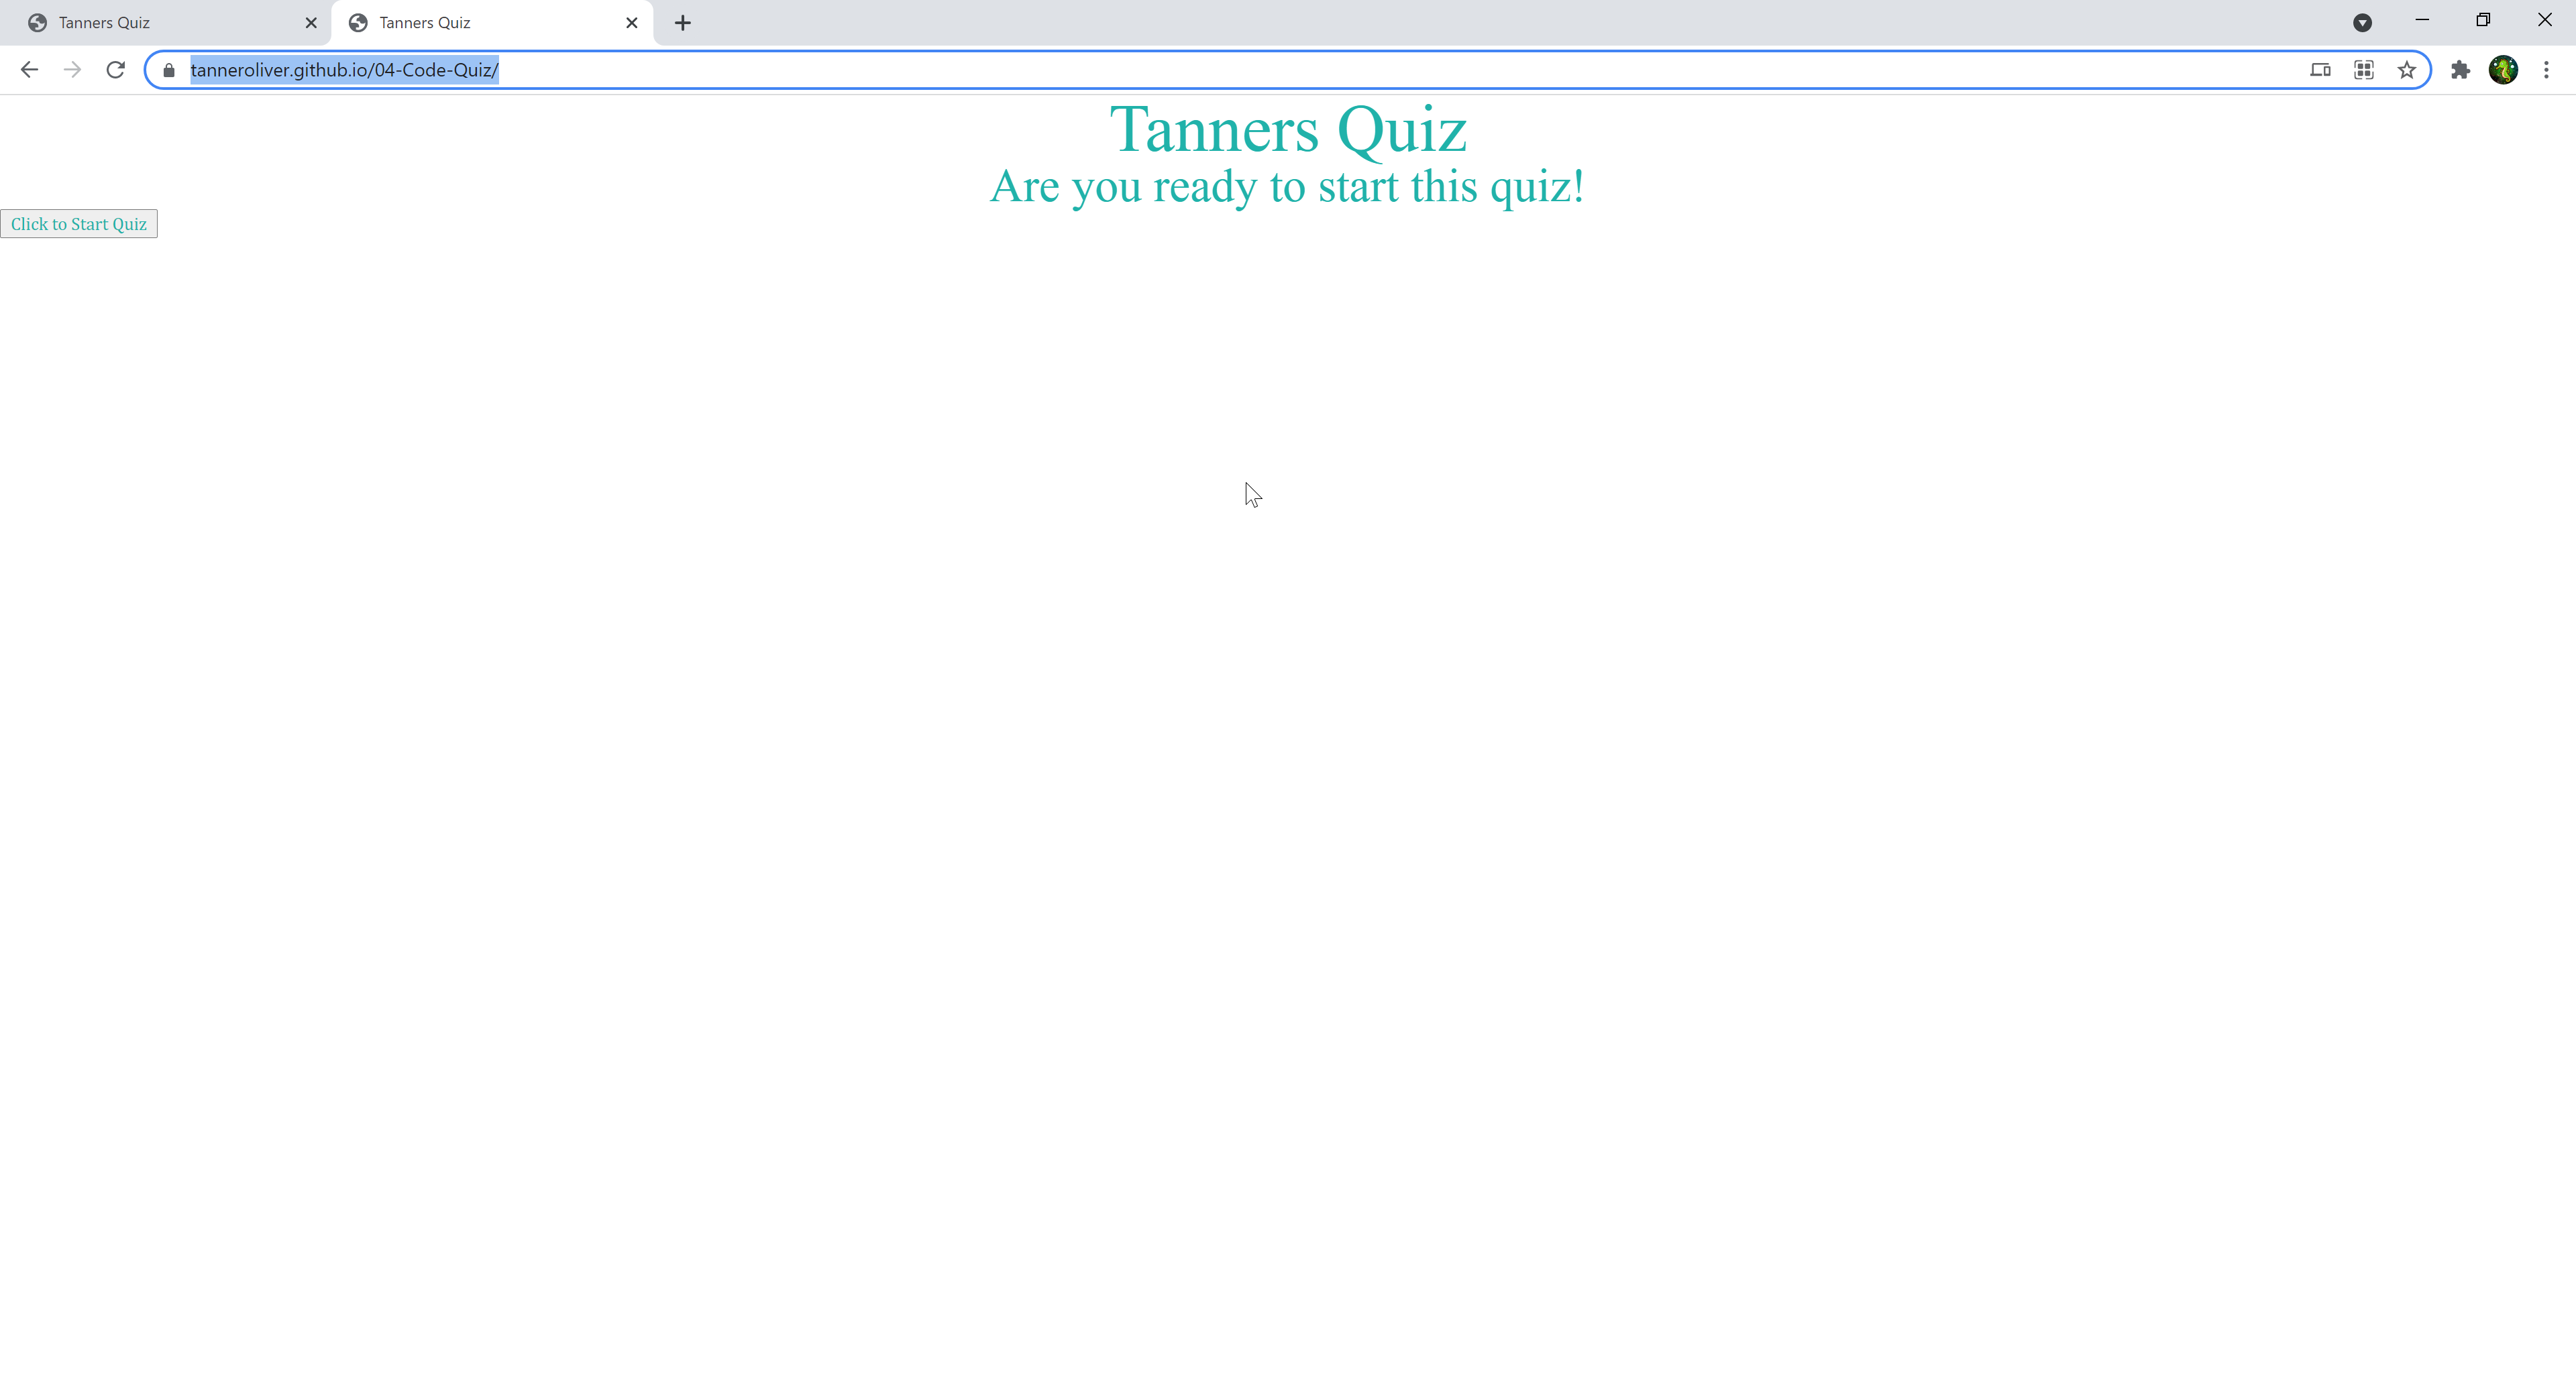 Tanners Quiz
Tanners Quiz
tanneroliver.github.io/04-Code-Quiz/
Tanners Quiz
Are you ready to start this quiz!
Click to Start Quiz